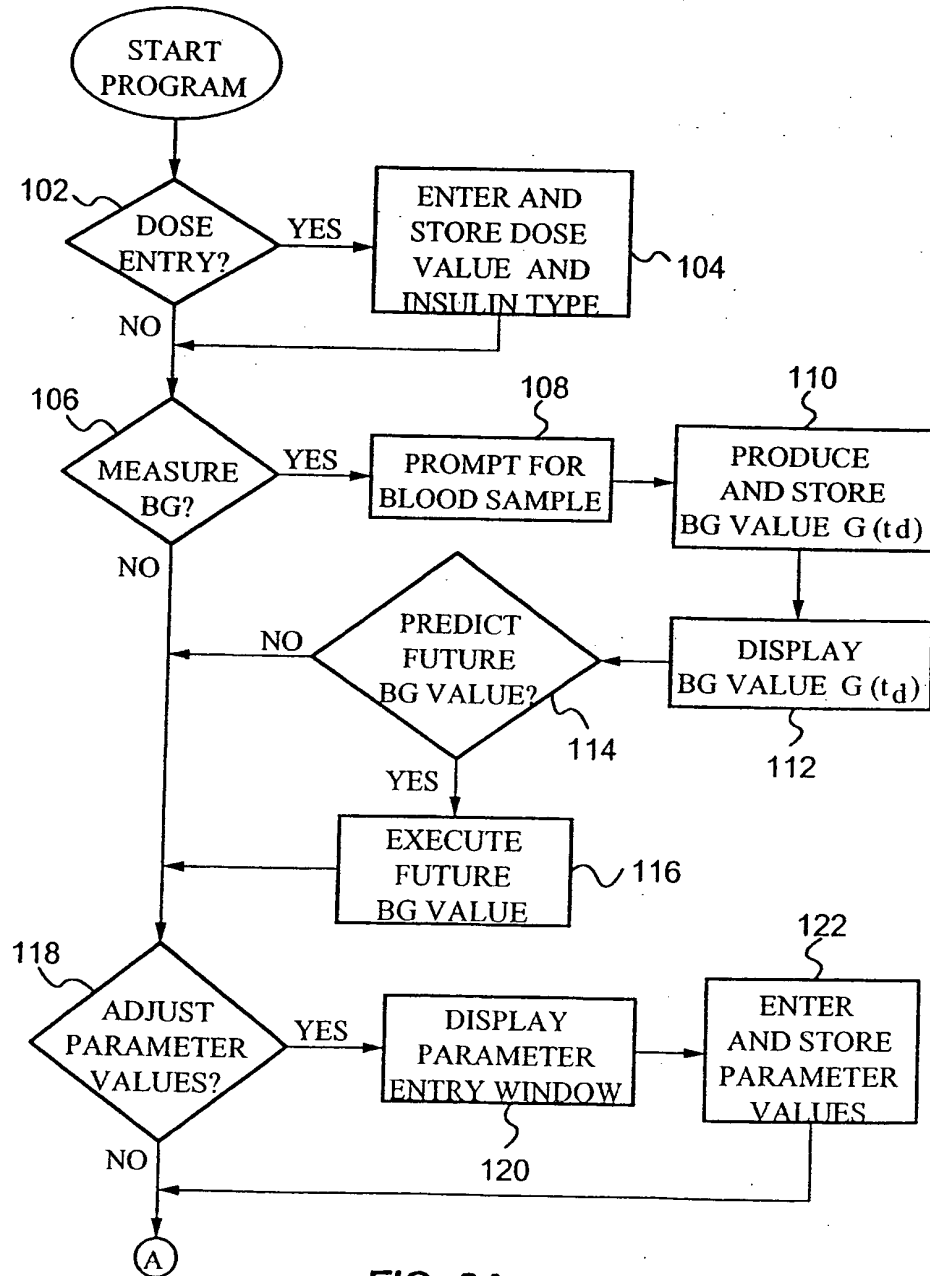 START
PROGRAM
102
DOSE
ENTRY?
YES
ENTER AND
STORE DOSE
VALUE AND
INSULIN TYPE
104
NO
106
MEASURE
BG?
YES
108
PROMPT FOR
BLOOD SAMPLE
110
PRODUCE
AND STORE
BG VALUE G (td)
NO
PREDICT
FUTURE
BG VALUE?
NO
DISPLAY
BG VALUE G (td)
114
112
YES
EXECUTE
FUTURE
BG VALUE
116
118
ADJUST
PARAMETER
VALUES?
YES
DISPLAY
PARAMETER
ENTRY WINDOW
120
122
ENTER
AND STORE
PARAMETER
VALUES
NO
A